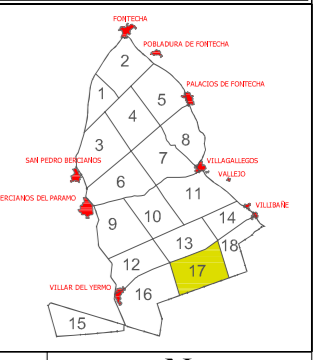 FONTECHA
POBLADURA DE FONTECHA
2
PALACIOS DE FONTECHA
1
5
4
8
3
SAN PEDRO BERCIANOS
7
VILLAGALLEGOS
VALLEJO
6
11
ERCIANOS DEL PARAMO
VILLIBAÑE
10
14
9
13
18
12
17
VILLAR DEL YERMO
16
15